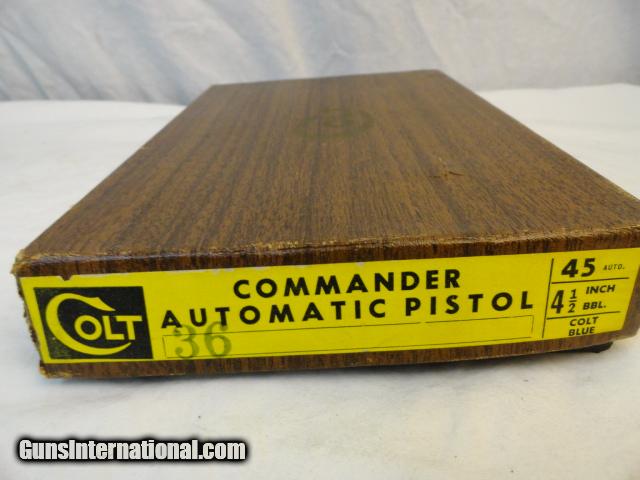 COLT
COMMANDER
AUTOMATIC PISTOL
36
45 AUTO.
4 1/2 INCH BBL.
COLT
BLUE
GunsInternational.com